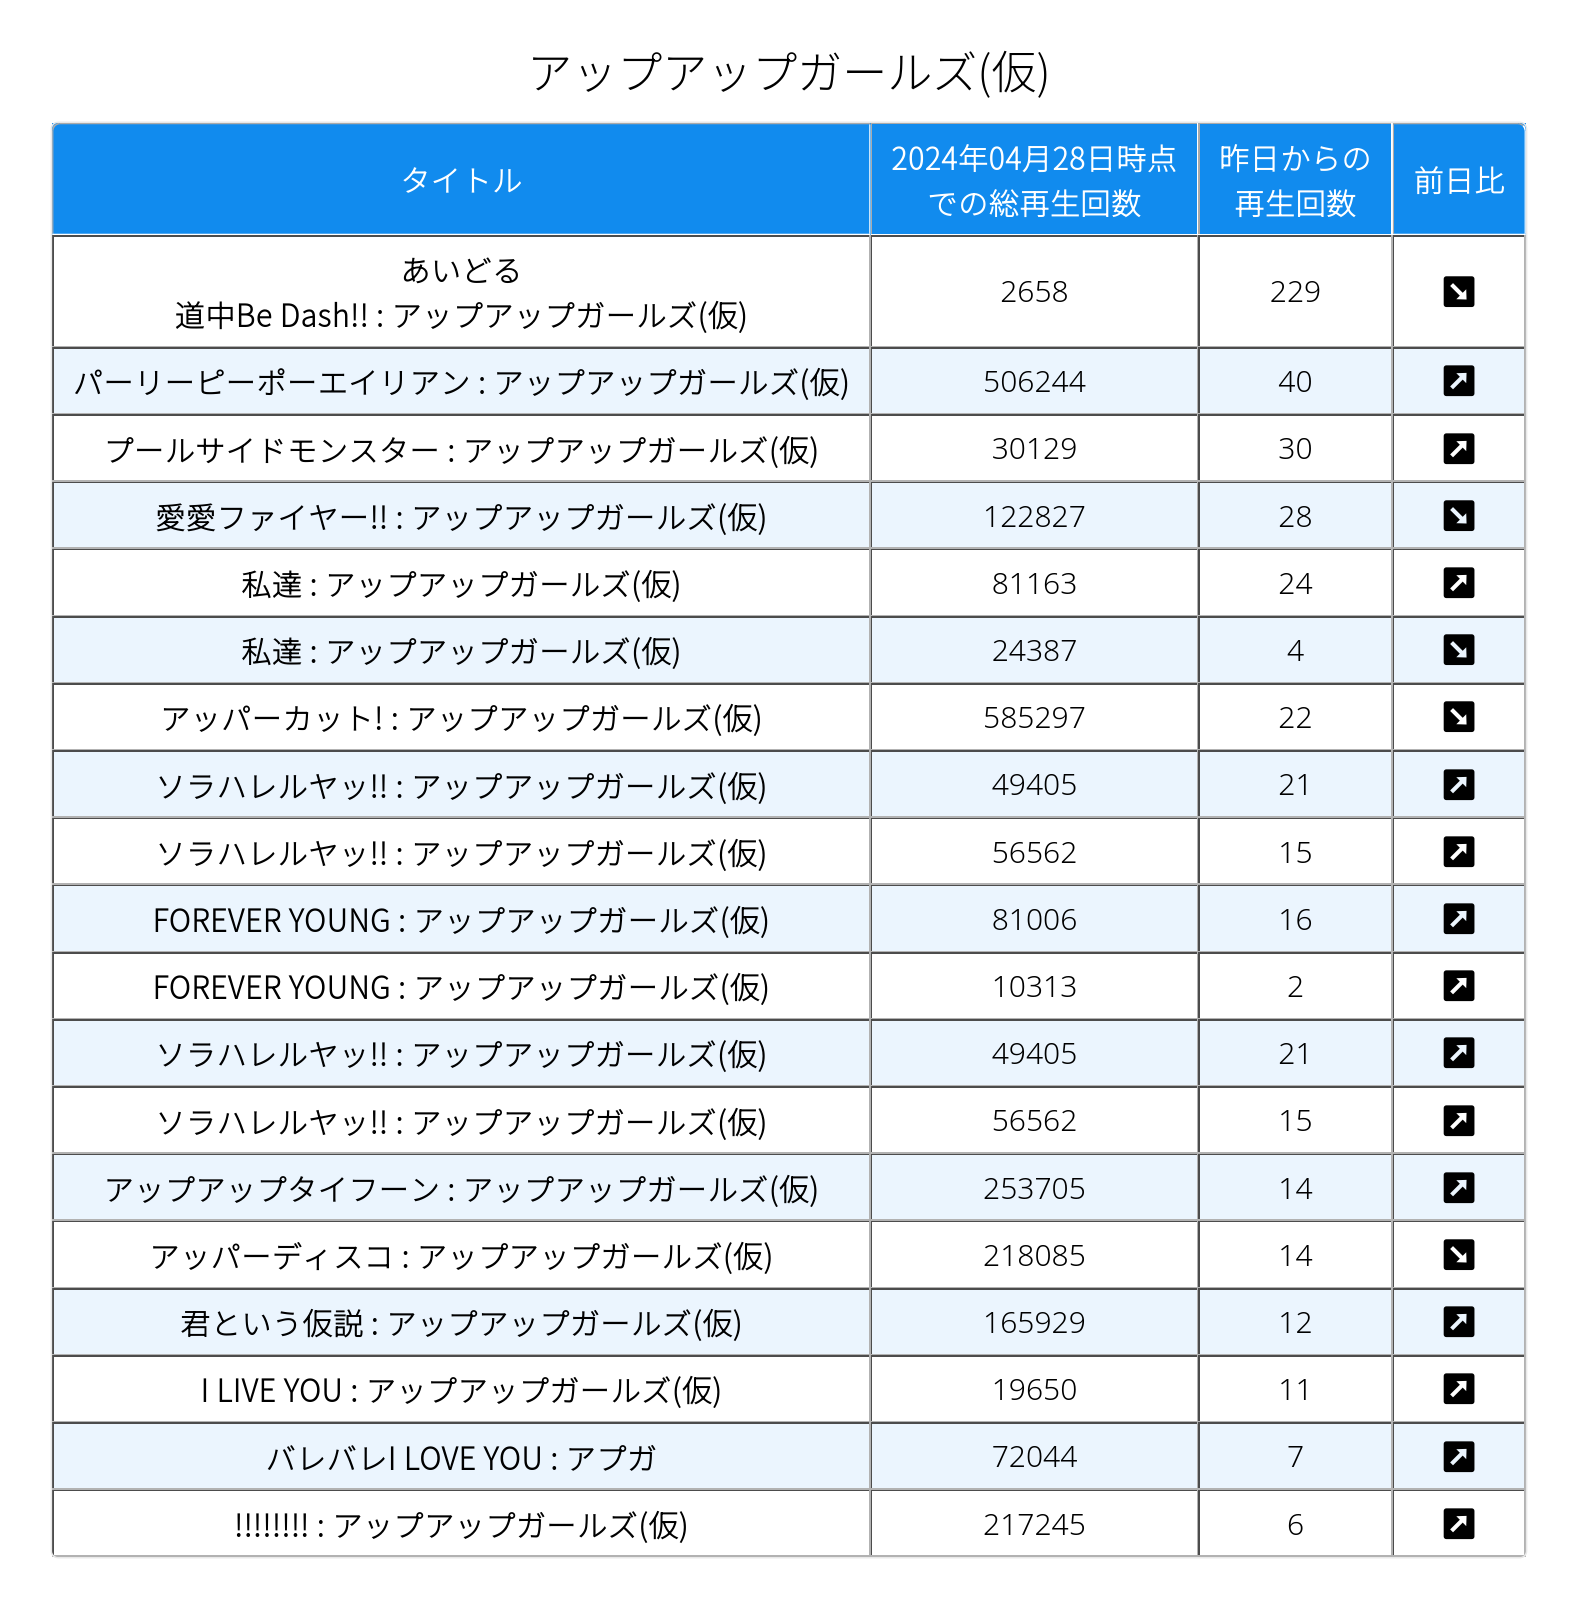 アップアップガールズ(仮)
タイトル 2024年04月28日時点 昨日からの 前日比
での総再生回数 再生回数
あいどる
道中Be Dash!! : アップアップガールズ(仮) 2658 229 ↘
パーリーピーポーエイリアン : アップアップガールズ(仮) 506244 40 ↗
プールサイドモンスター : アップアップガールズ(仮) 30129 30 ↗
愛愛ファイヤー!! : アップアップガールズ(仮) 122827 28 ↘
私達 : アップアップガールズ(仮) 81163 24 ↗
私達 : アップアップガールズ(仮) 24387 4 ↘
アッパーカット! : アップアップガールズ(仮) 585297 22 ↘
ソラハレルヤッ!! : アップアップガールズ(仮) 49405 21 ↗
ソラハレルヤッ!! : アップアップガールズ(仮) 56562 15 ↗
FOREVER YOUNG : アップアップガールズ(仮) 81006 16 ↗
FOREVER YOUNG : アップアップガールズ(仮) 10313 2 ↗
ソラハレルヤッ!! : アップアップガールズ(仮) 49405 21 ↗
ソラハレルヤッ!! : アップアップガールズ(仮) 56562 15 ↗
アップアップタイフーン : アップアップガールズ(仮) 253705 14 ↗
アッパーディスコ : アップアップガールズ(仮) 218085 14 ↘
君という仮説 : アップアップガールズ(仮) 165929 12 ↗
I LIVE YOU : アップアップガールズ(仮) 19650 11 ↗
バレバレI LOVE YOU : アプガ 72044 7 ↗
!!!!!!!! : アップアップガールズ(仮) 217245 6 ↗